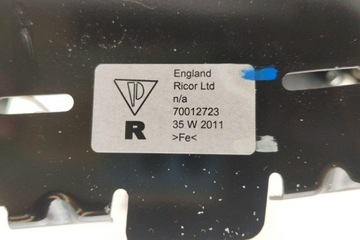 England
Ricor Ltd
n/a
70012723
R
35 W 2011
>Fe<